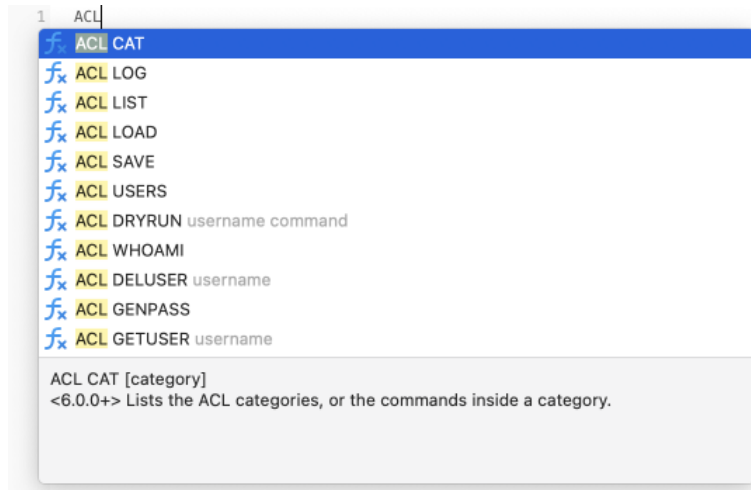 1 ACL
ACL CAT
ACL LOG
ACL LIST
ACL LOAD
ACL SAVE
ACL USERS
ACL DRYRUN username command
ACL WHOAMI
ACL DELUSER username
ACL GENPASS
ACL GETUSER username
ACL CAT [category]
<6.0.0+> Lists the ACL categories, or the commands inside a category.